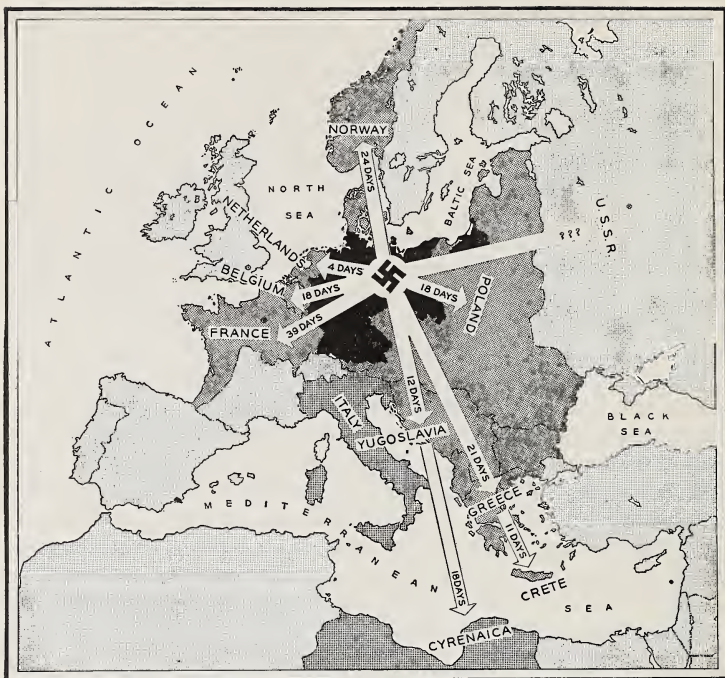 ATLANTIC OCEAN
NORWAY
24 DAYS
NORTH
SEA
BALTIC SEA
U.S.S.R.
???
NETHERLANDS
4 DAYS
BELGIUM
18 DAYS
18 DAYS
POLAND
39 DAYS
FRANCE
12 DAYS
ITALY
YUGOSLAVIA
BLACK
SEA
21 DAYS
GREECE
11 DAYS
MEDITERRANEAN
SEA
18 DAYS
CRETE
CYRENAICA